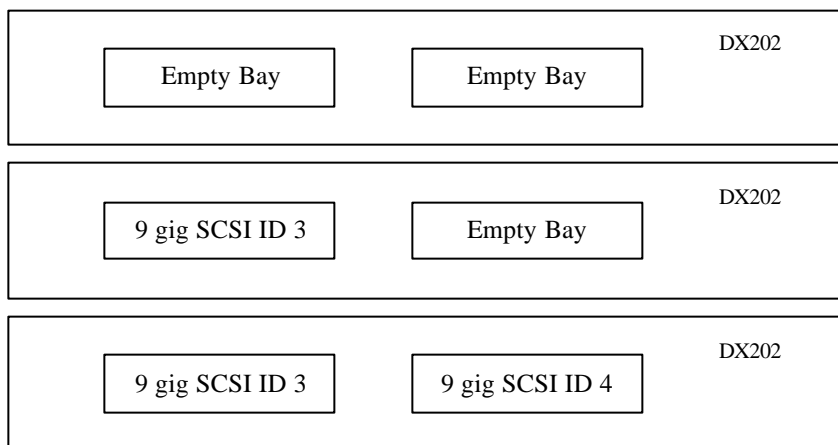 DX202
Empty Bay
Empty Bay
DX202
9 gig SCSI ID 3
Empty Bay
DX202
9 gig SCSI ID 3
9 gig SCSI ID 4